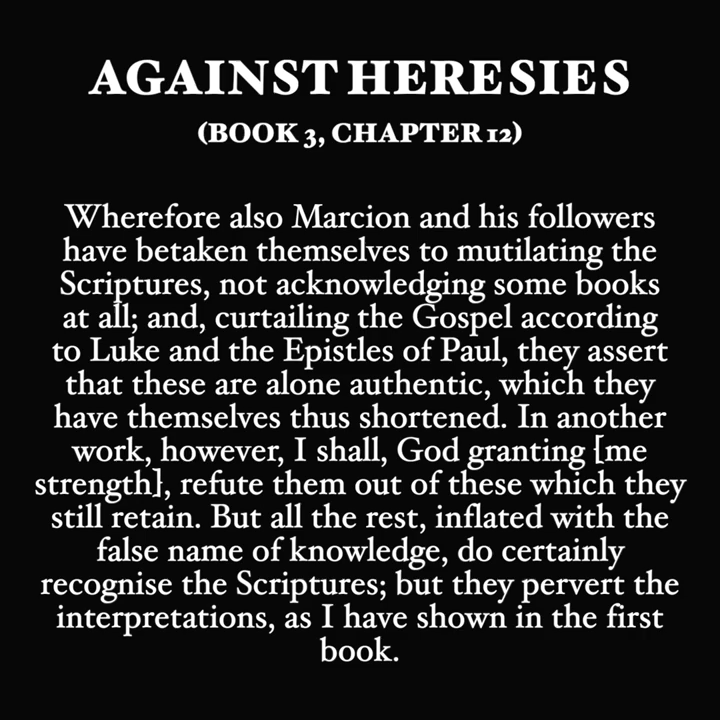 AGAINST HERESIES
(BOOK 3, CHAPTER 12)
Wherefore also Marcion and his followers
have betaken themselves to mutilating the
Scriptures, not acknowledging some books
at all; and, curtailing the Gospel according
to Luke and the Epistles of Paul, they assert
that these are alone authentic, which they
have themselves thus shortened. In another
work, however, I shall, God granting [me
strength], refute them out of these which they
still retain. But all the rest, inflated with the
false name of knowledge, do certainly
recognise the Scriptures; but they pervert the
interpretations, as I have shown in the first
book.